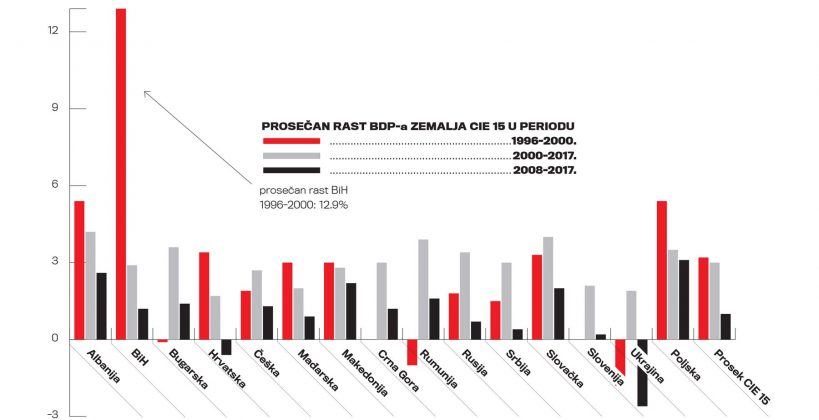 12
9
6
3
0
-3
PROSEČAN RAST BDP-a ZEMALJA CIE 15 U PERIODU
1996-2000.
2000-2017.
2008-2017.
prosečan rast BiH
1996-2000: 12.9%
Albanija
BiH
Bugarska
Hrvatska
Češka
Mađarska
Makedonija
Crna Gora
Rumunija
Rusija
Srbija
Slovačka
Slovenija
Ukrajina
Poljska
Prosek CIE 15